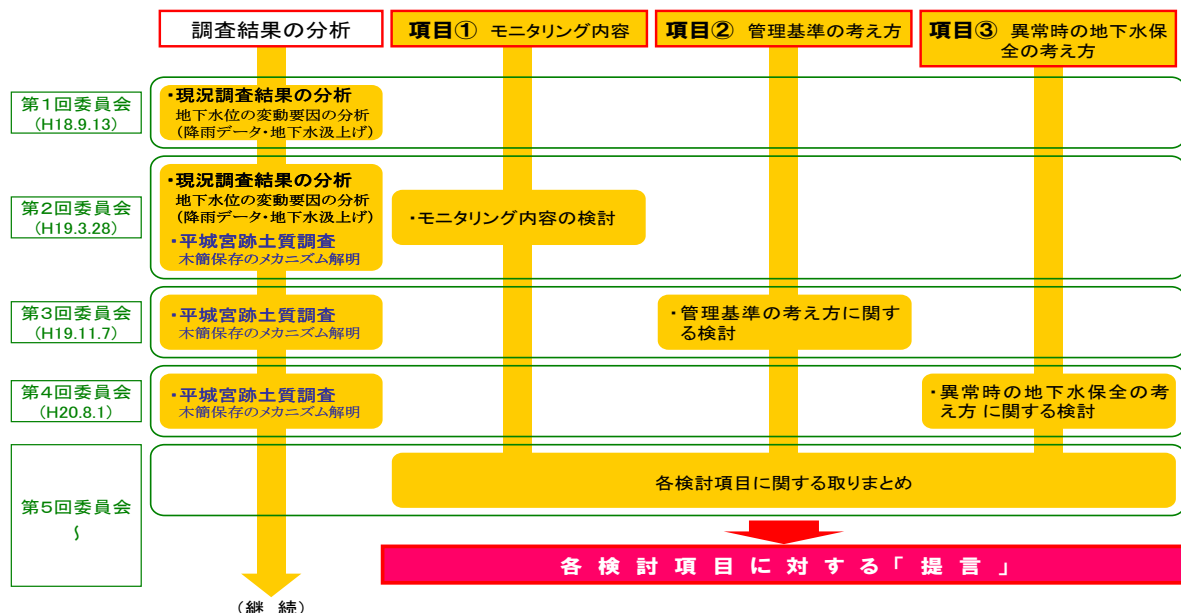 調査結果の分析
項目① モニタリング内容
項目② 管理基準の考え方
項目③ 異常時の地下水保
全の考え方
第1回委員会
(H18.9.13)
・現況調査結果の分析
地下水位の変動要因の分析
(降雨データ・地下水汲上げ)
第2回委員会
(H19.3.28)
・現況調査結果の分析
地下水位の変動要因の分析
(降雨データ・地下水汲上げ)
・平城宮跡土質調査
木簡保存のメカニズム解明
・モニタリング内容の検討
第3回委員会
(H19.11.7)
・平城宮跡土質調査
木簡保存のメカニズム解明
・管理基準の考え方に関す
る検討
第4回委員会
(H20.8.1)
・平城宮跡土質調査
木簡保存のメカニズム解明
・異常時の地下水保全の考
え方に関する検討
第5回委員会
～
各検討項目に関する取りまとめ
各検討項目に対する「提言」
(継 続)